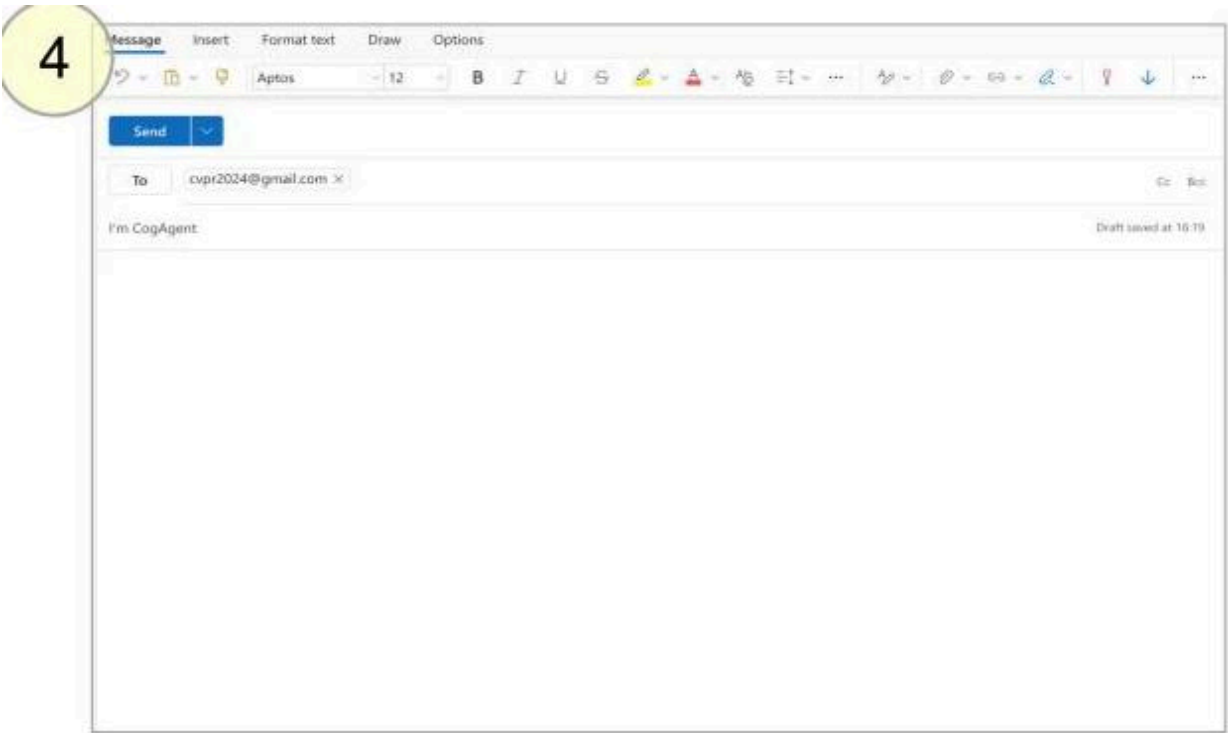 4
Message Insert Format text Draw Options
Aptos 12 B I U S
Send
To cvpr2024@gmail.com × Cc Bcc
I'm CogAgent Draft saved at 16:19